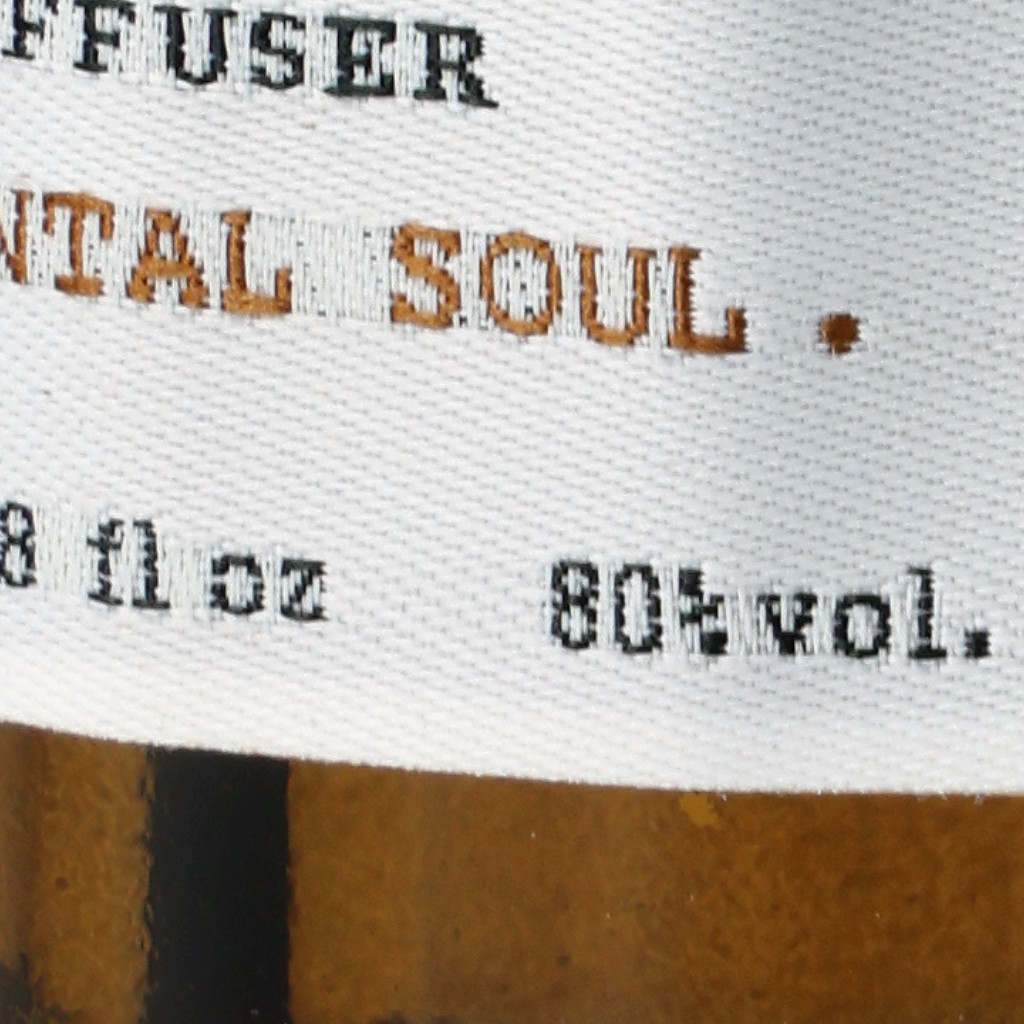 FFUSER
NTAL SOUL.
8 fl oz 80%vol.